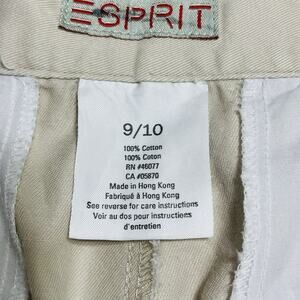 ESPRIT
9/10
100% Cotton
100% Cotton
RN #46077
CA #05870
Made in Hong Kong
Fabriqué à Hong Kong
See reverse for care instructions
Voir au dos pour instructions
d'entretien